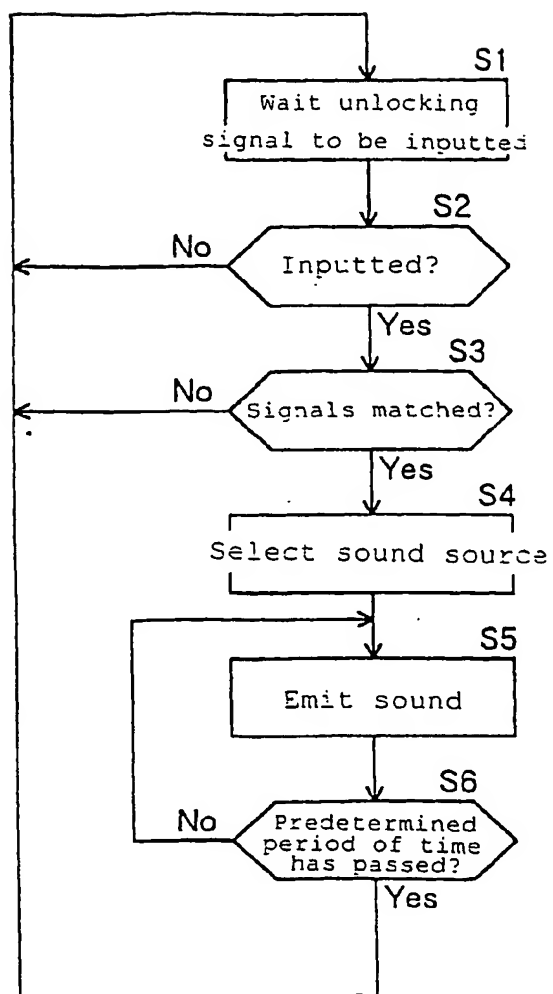 S1
Wait unlocking
signal to be inputted
S2
No
Inputted?
Yes
S3
No
Signals matched?
Yes
S4
Select sound source
S5
Emit sound
S6
No
Predetermined
period of time
has passed?
Yes